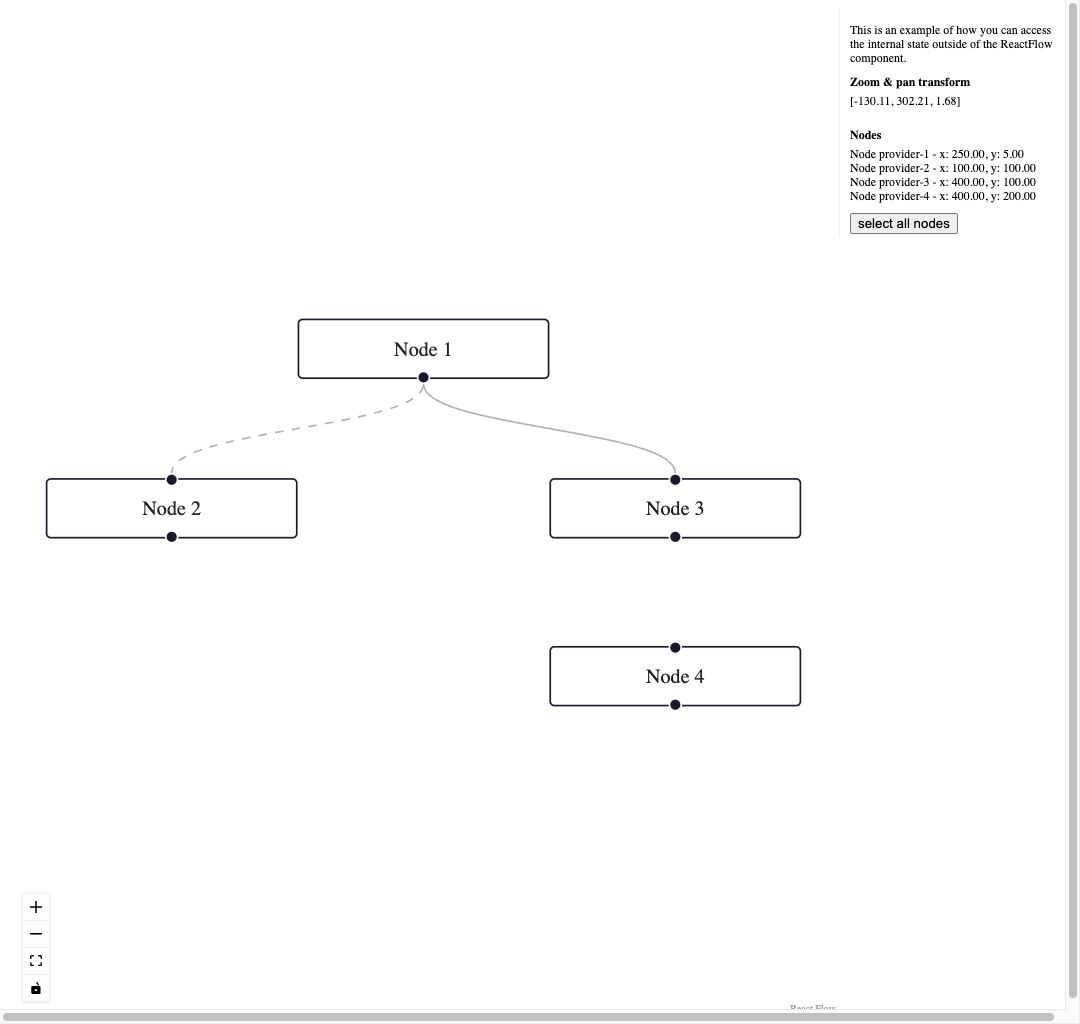 This is an example of how you can access
the internal state outside of the ReactFlow
component.
Zoom & pan transform
[-130.11, 302.21, 1.68]
Nodes
Node provider-1 - x: 250.00, y: 5.00
Node provider-2 - x: 100.00, y: 100.00
Node provider-3 - x: 400.00, y: 100.00
Node provider-4 - x: 400.00, y: 200.00
select all nodes
Node 1
Node 2
Node 3
Node 4
React Flow